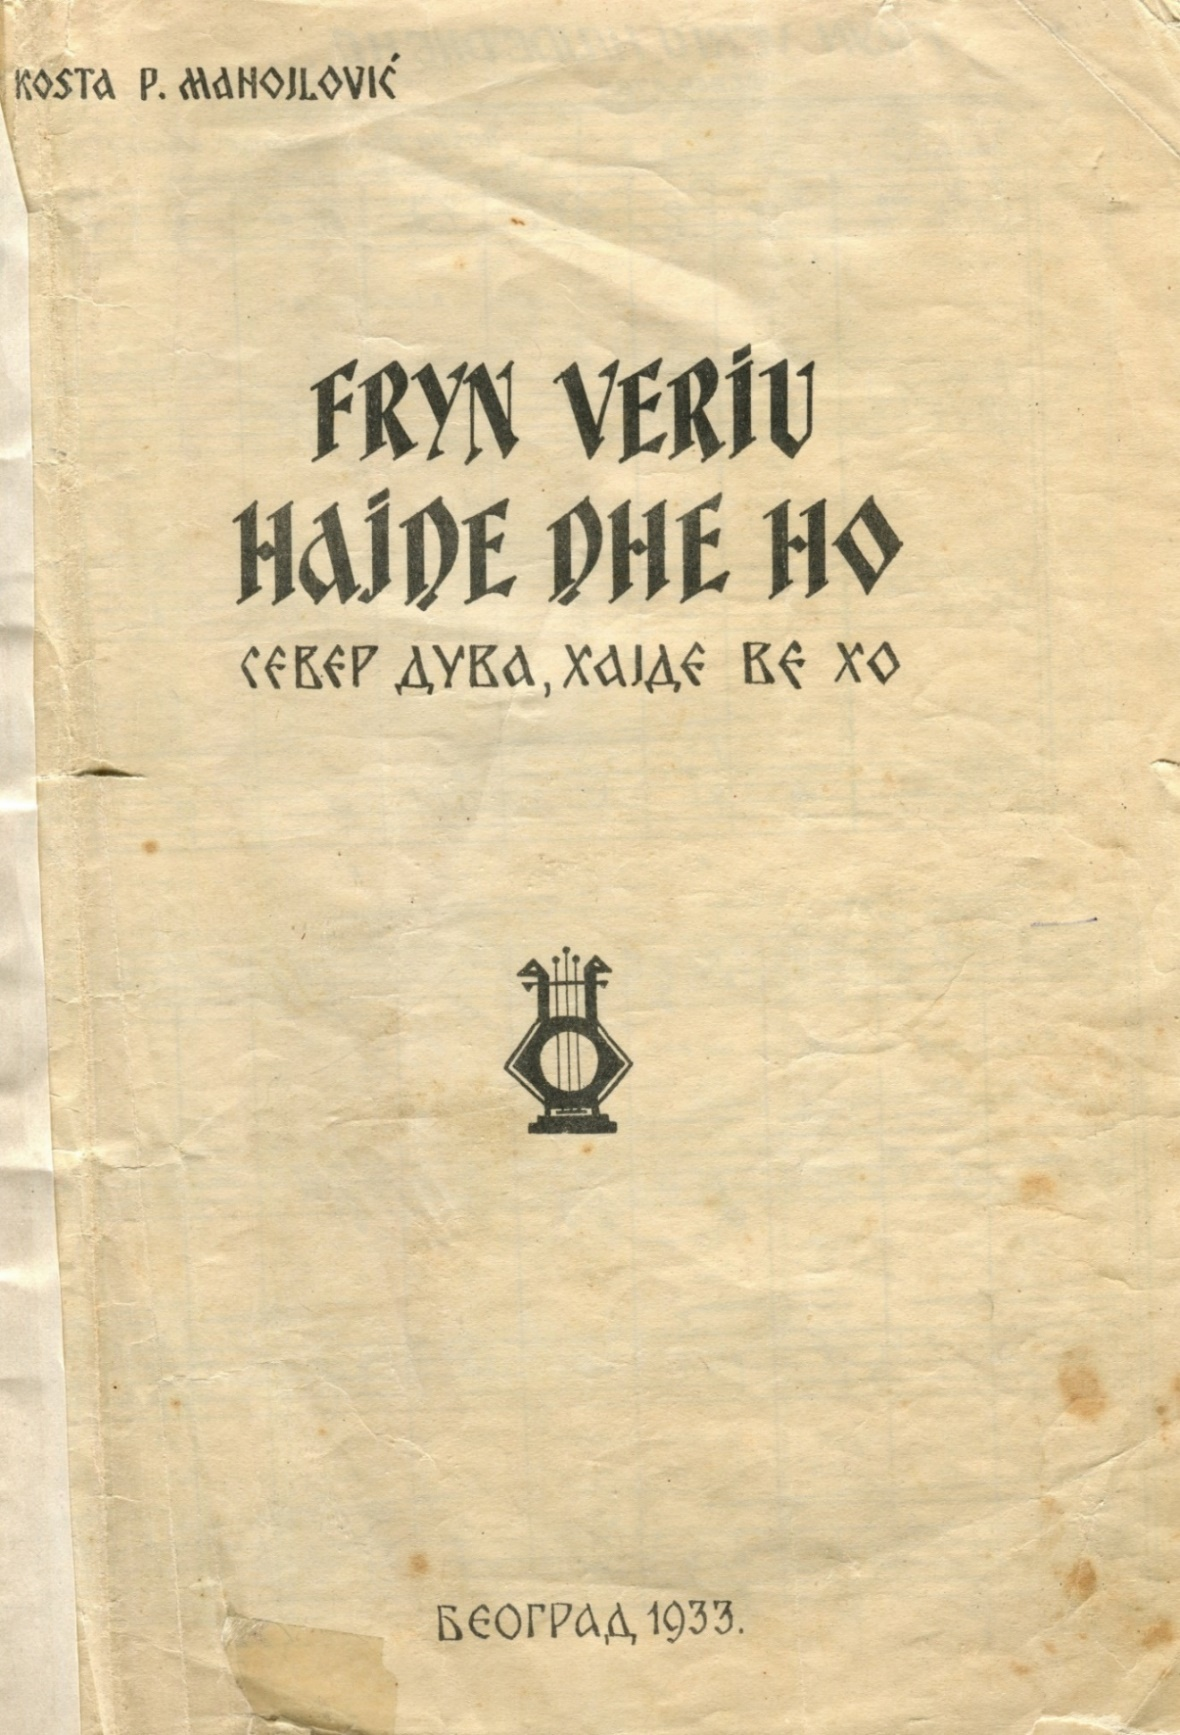 KOSTA P. MANOJLOVIĆ
FRYN VERIU
HAJDE DHE HO
СЕВЕР ДУВА, ХАЈДЕ ВЕ ХО
БЕОГРАД 1933.